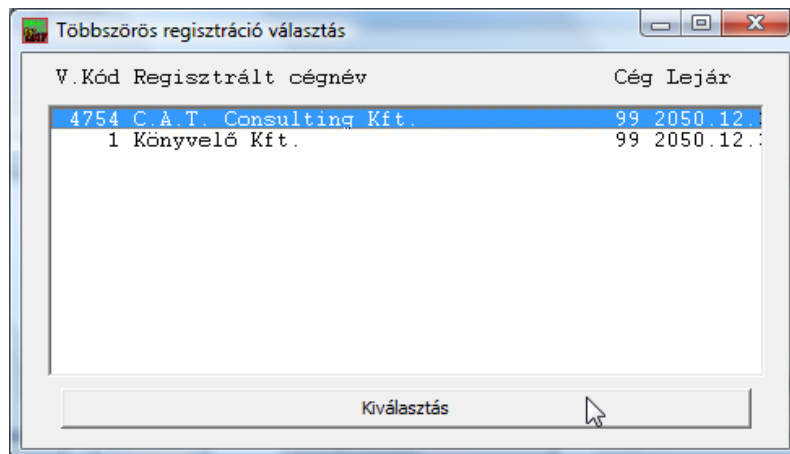 Többszörös regisztráció választás
V.Kód Regisztrált cégnév Cég Lejár
4754 C.A.T. Consulting Kft. 99 2050.12.
1 Könyvelő Kft. 99 2050.12.
Kiválasztás